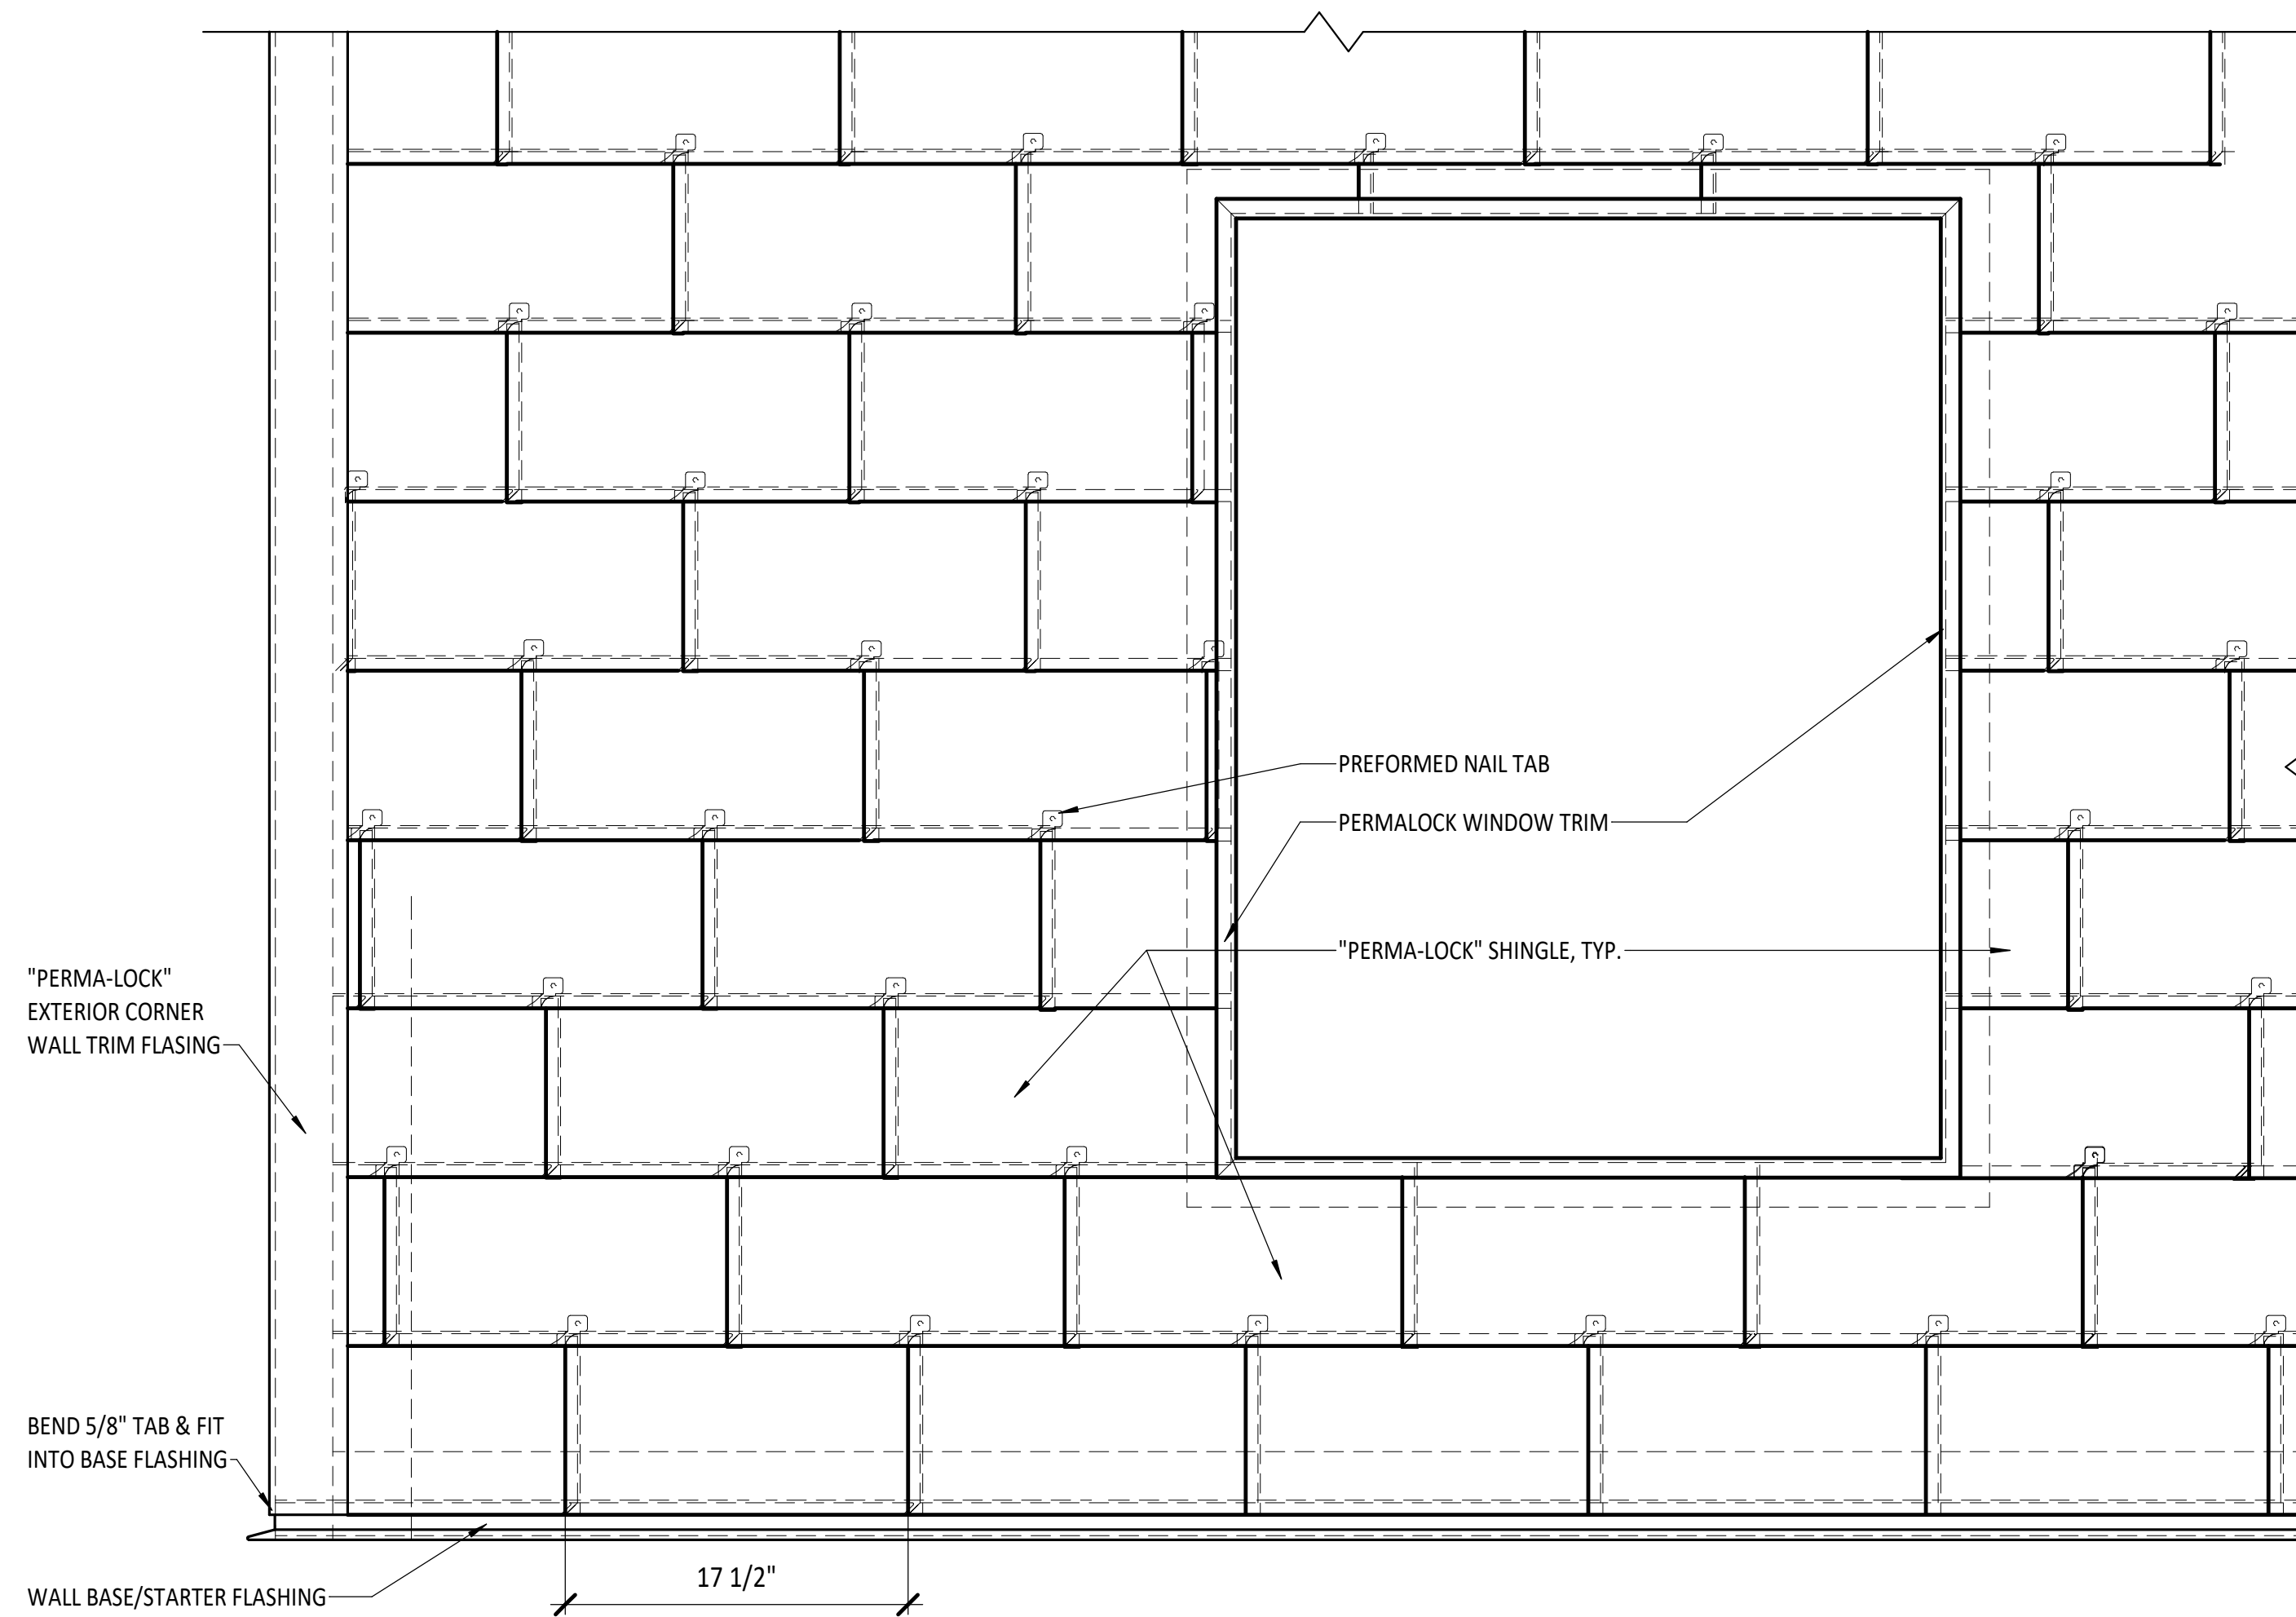 PREFORMED NAIL TAB
PERMALOCK WINDOW TRIM
"PERMA-LOCK" SHINGLE, TYP.
"PERMA-LOCK"
EXTERIOR CORNER
WALL TRIM FLASING
BEND 5/8" TAB & FIT
INTO BASE FLASHING
WALL BASE/STARTER FLASHING
17 1/2"